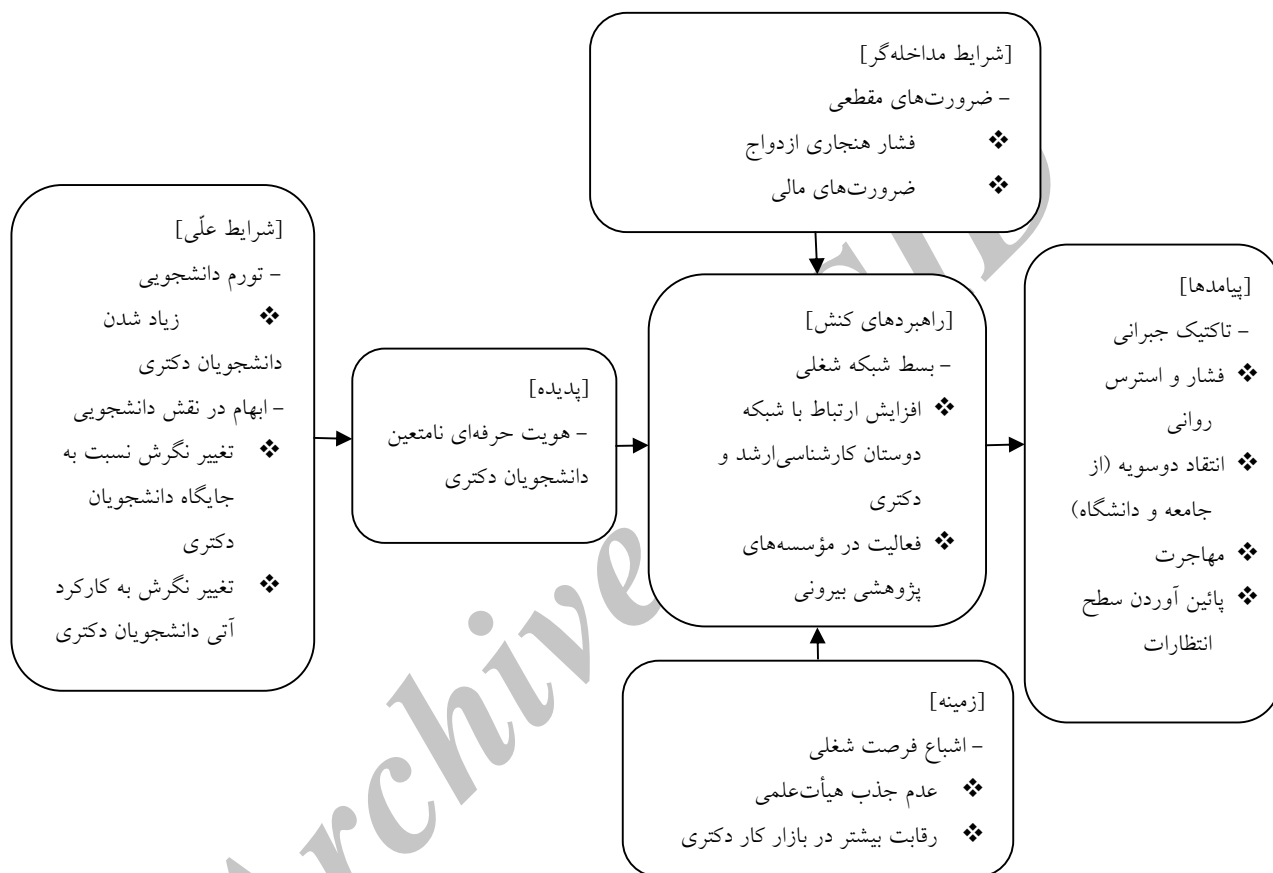 [شرایط مداخله‌گر]
- ضرورت‌های مقطعی
❖ فشار هنجاری ازدواج
❖ ضرورت‌های مالی
[شرایط علّی]
- تورم دانشجویی
❖ زیاد شدن
دانشجویان دکتری
- ابهام در نقش دانشجویی
❖ تغییر نگرش نسبت به
جایگاه دانشجویان
دکتری
❖ تغییر نگرش به کارکرد
آتی دانشجویان دکتری
[پدیده]
- هویت حرفه‌ای نامتعین
دانشجویان دکتری
[راهبردهای کنش]
- بسط شبکه شغلی
❖ افزایش ارتباط با شبکه
دوستان کارشناسی‌ارشد و
دکتری
❖ فعالیت در مؤسسه‌های
پژوهشی بیرونی
[زمینه]
- اشباع فرصت شغلی
❖ عدم جذب هیأت‌علمی
❖ رقابت بیشتر در بازار کار دکتری
[پیامدها]
- تاکتیک جبرانی
❖ فشار و استرس
روانی
❖ انتقاد دوسویه (از
جامعه و دانشگاه)
❖ مهاجرت
❖ پائین آوردن سطح
انتظارات
Archive SID